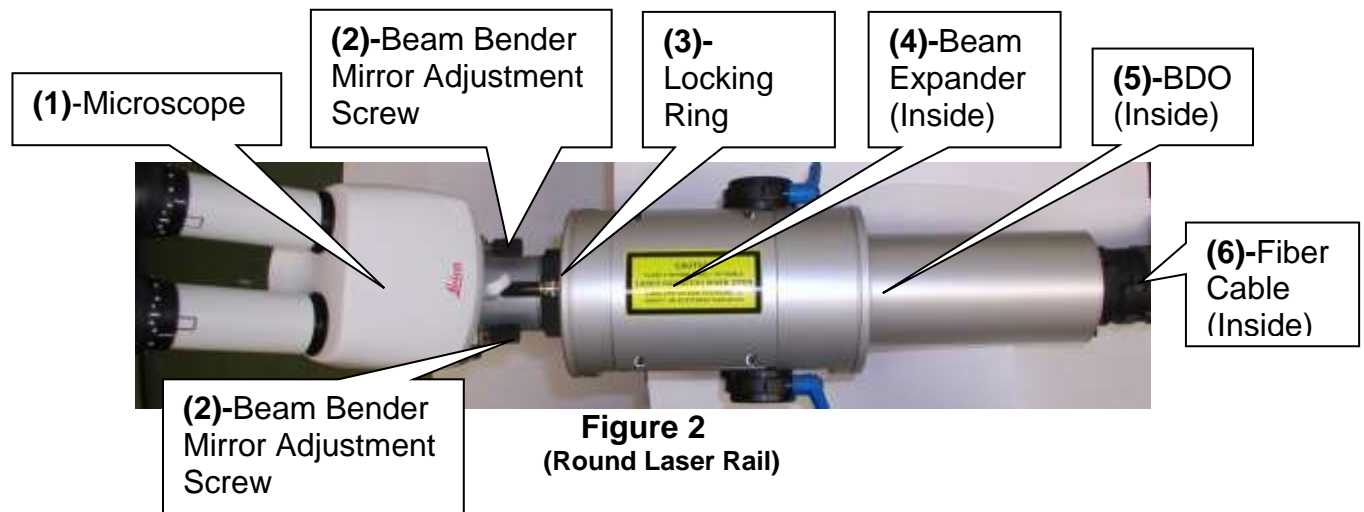 (1)-Microscope
(2)-Beam Bender
Mirror Adjustment
Screw
(3)-
Locking
Ring
(4)-Beam
Expander
(Inside)
(5)-BDO
(Inside)
(6)-Fiber
Cable
(Inside)
Leica
(2)-Beam Bender
Mirror Adjustment
Screw
Figure 2
(Round Laser Rail)